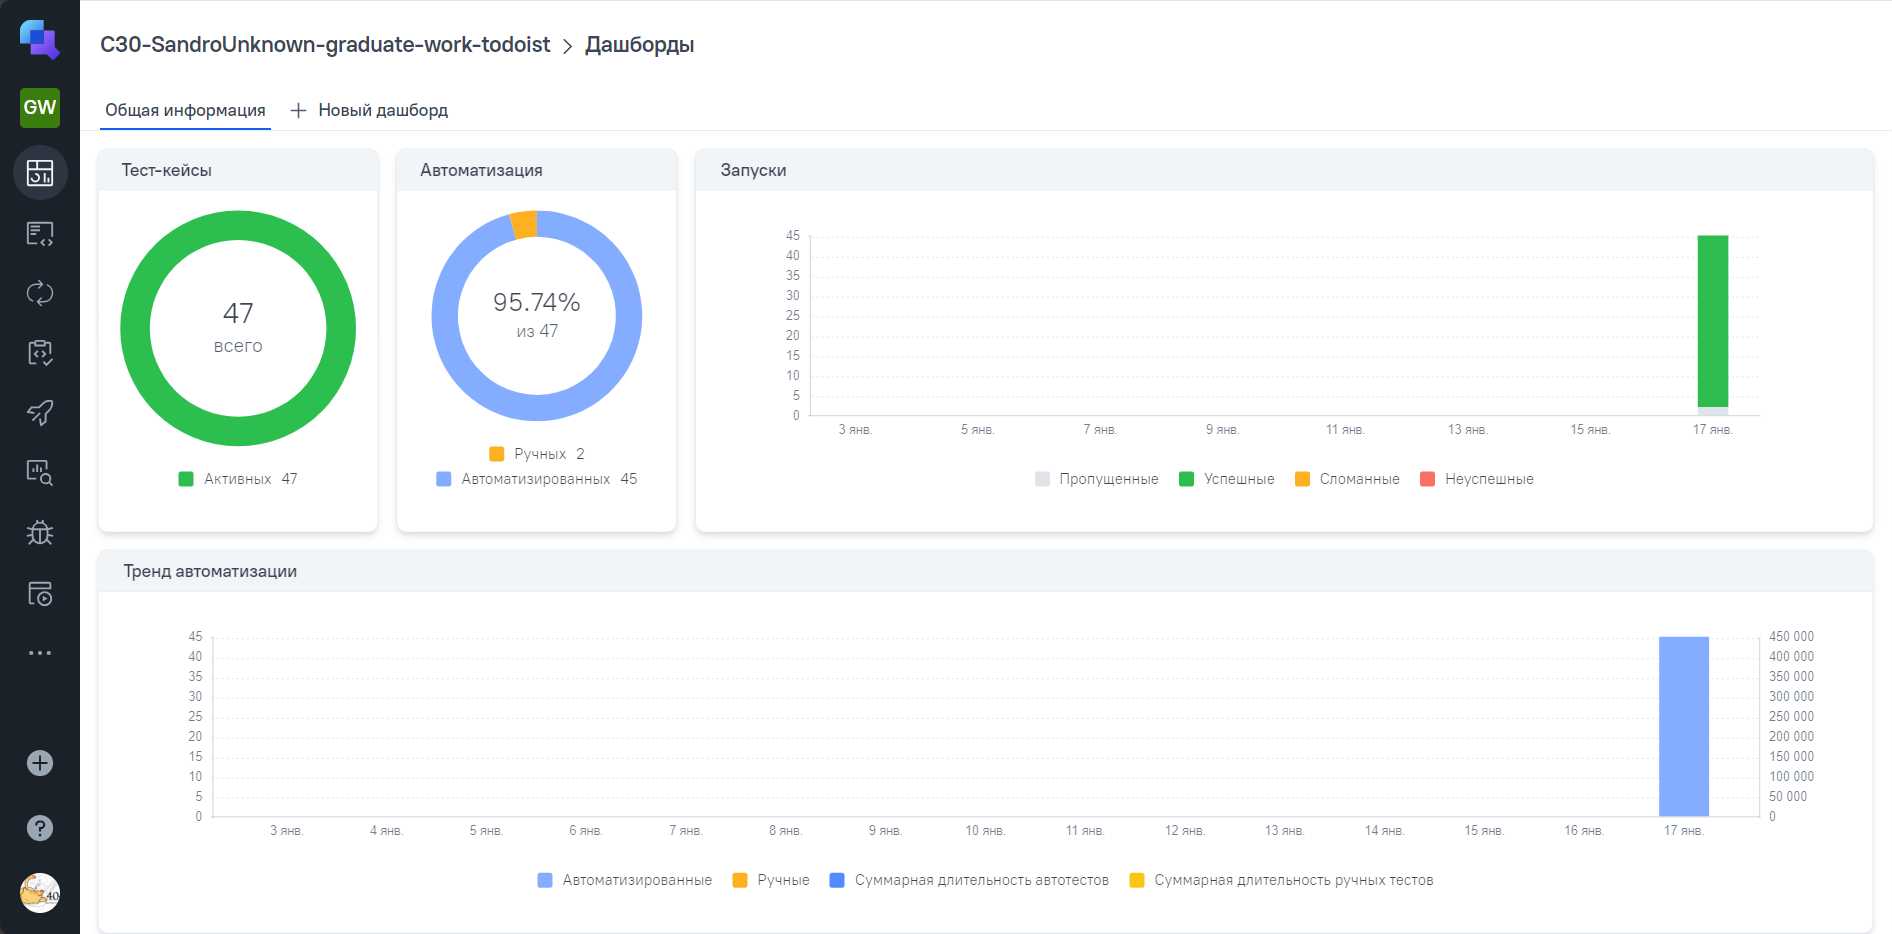 C30-SandroUnknown-graduate-work-todoist > Дашборды
GW
Общая информация
Новый дашборд
Тест-кейсы
47
всего
Активных 47
Автоматизация
95.74%
из 47
Ручных 2
Автоматизированных 45
Запуски
45
40
35
30
25
20
15
10
5
0
3 янв. 5 янв. 7 янв. 9 янв. 11 янв. 13 янв. 15 янв. 17 янв.
Пропущенные Успешные Сломанные Неуспешные
Тренд автоматизации
45
40
35
30
25
20
15
10
5
0
450 000
400 000
350 000
300 000
250 000
200 000
150 000
100 000
50 000
0
3 янв. 4 янв. 5 янв. 6 янв. 7 янв. 8 янв. 9 янв. 10 янв. 11 янв. 12 янв. 13 янв. 14 янв. 15 янв. 16 янв. 17 янв.
Автоматизированные Ручные Суммарная длительность автотестов Суммарная длительность ручных тестов
?
40